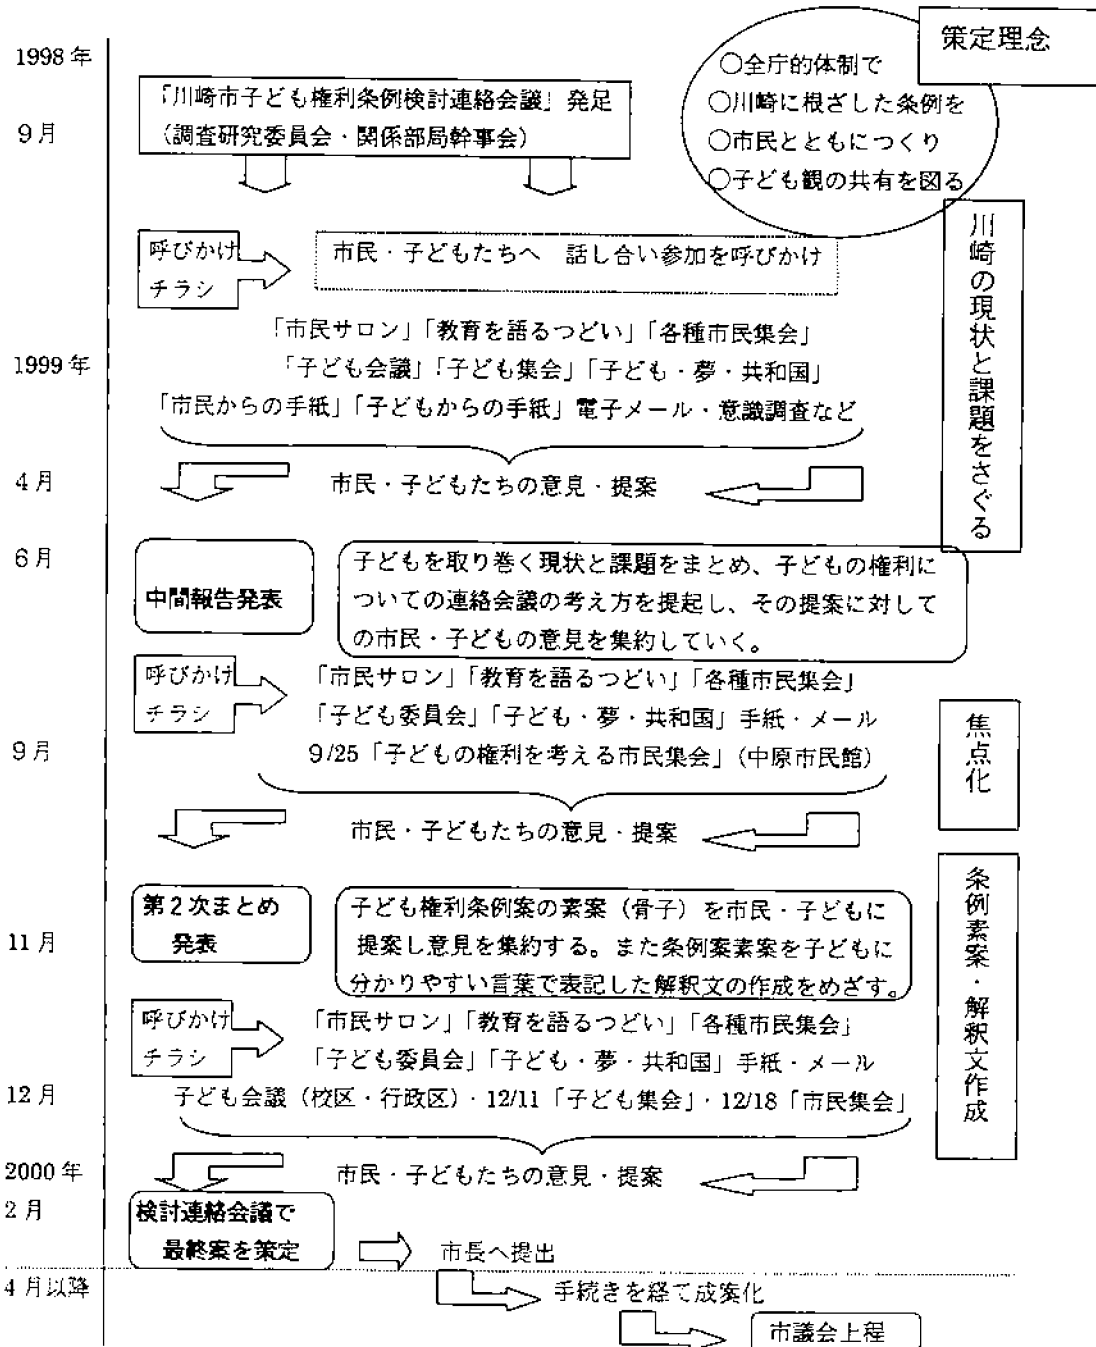 策定理念
○全庁的体制で
○川崎に根ざした条例を
○市民とともにつくり
○子ども観の共有を図る
1998年
9月
「川崎市子ども権利条例検討連絡会議」発足
(調査研究委員会・関係部局幹事会)
呼びかけ
チラシ
市民・子どもたちへ 話し合い参加を呼びかけ
川崎の現状と課題をさぐる
「市民サロン」「教育を語るつどい」「各種市民集会」
1999年
「子ども会議」「子ども集会」「子ども・夢・共和国」
「市民からの手紙」「子どもからの手紙」電子メール・意識調査など
4月
市民・子どもたちの意見・提案
6月
中間報告発表
子どもを取り巻く現状と課題をまとめ、子どもの権利に
ついての連絡会議の考え方を提起し、その提案に対して
の市民・子どもの意見を集約していく。
呼びかけ
チラシ
「市民サロン」「教育を語るつどい」「各種市民集会」
「子ども委員会」「子ども・夢・共和国」手紙・メール
9月
9/25「子どもの権利を考える市民集会」(中原市民館)
焦点化
市民・子どもたちの意見・提案
第2次まとめ
発表
11月
子ども権利条例案の素案(骨子)を市民・子どもに
提案し意見を集約する。また条例案素案を子どもに
分かりやすい言葉で表記した解釈文の作成をめざす。
条例素案・解釈文作成
呼びかけ
チラシ
「市民サロン」「教育を語るつどい」「各種市民集会」
「子ども委員会」「子ども・夢・共和国」手紙・メール
12月
子ども会議(校区・行政区)・12/11「子ども集会」・12/18「市民集会」
2000年
市民・子どもたちの意見・提案
2月
検討連絡会議で
最終案を策定
市長へ提出
4月以降
手続きを経て成案化
市議会上程